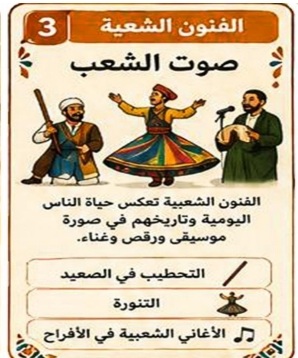 3
الفنون الشعية
صوت الشعب
الفنون الشعبية تعكس حياة الناس
اليومية وتاريخهم في صورة
موسيقى ورقص وغناء.
التحطيب في الصعيد
التنورة
الأغاني الشعبية في الأفراح